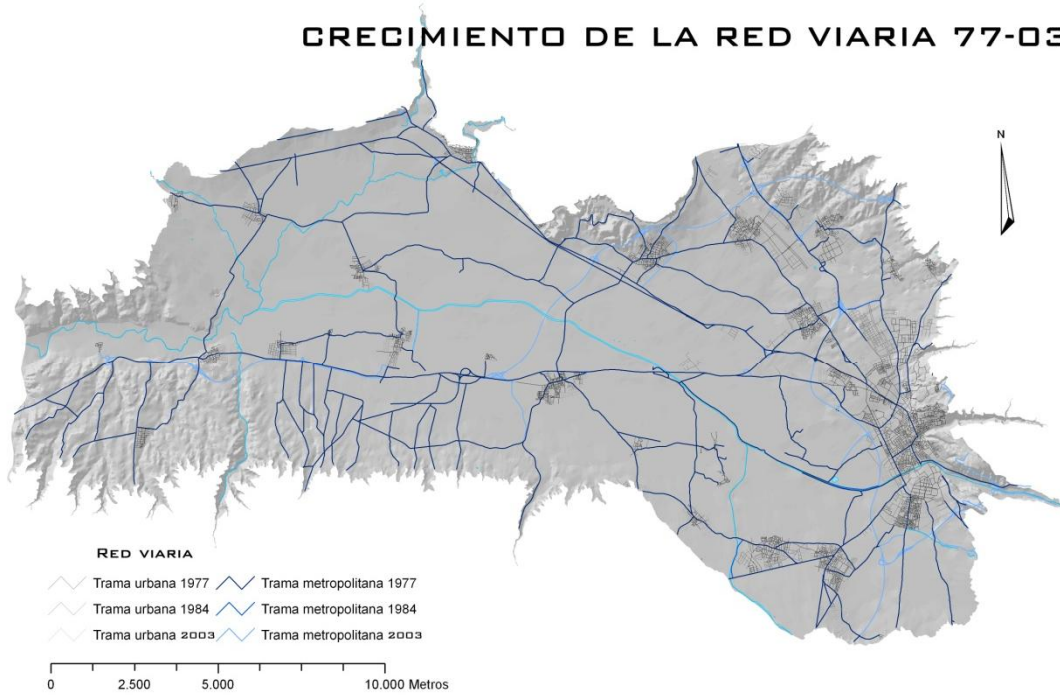 CRECIMIENTO DE LA RED VIARIA 77-03
N
RED VIARIA
Trama urbana 1977 Trama metropolitana 1977
Trama urbana 1984 Trama metropolitana 1984
Trama urbana 2003 Trama metropolitana 2003
0 2.500 5.000 10.000 Metros